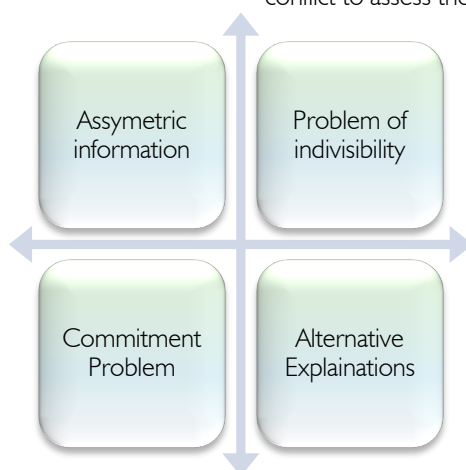 conflict to assess the
Assymetric
information
Problem of
indivisibility
Commitment
Problem
Alternative
Explainations